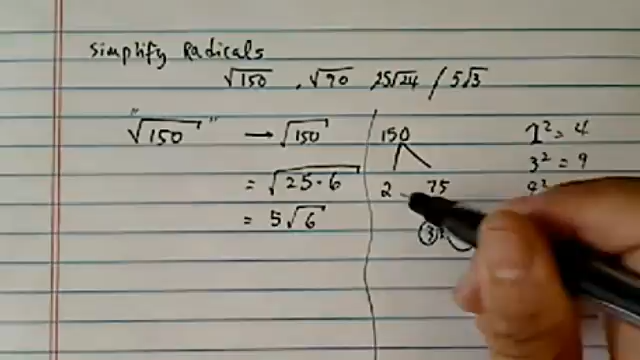 Simplify Radicals
√150 , √90 25√24 / 5√3
"√150" → √150
= √25·6
= 5√6
150
2 75
3
2² = 4
3² = 9
4²